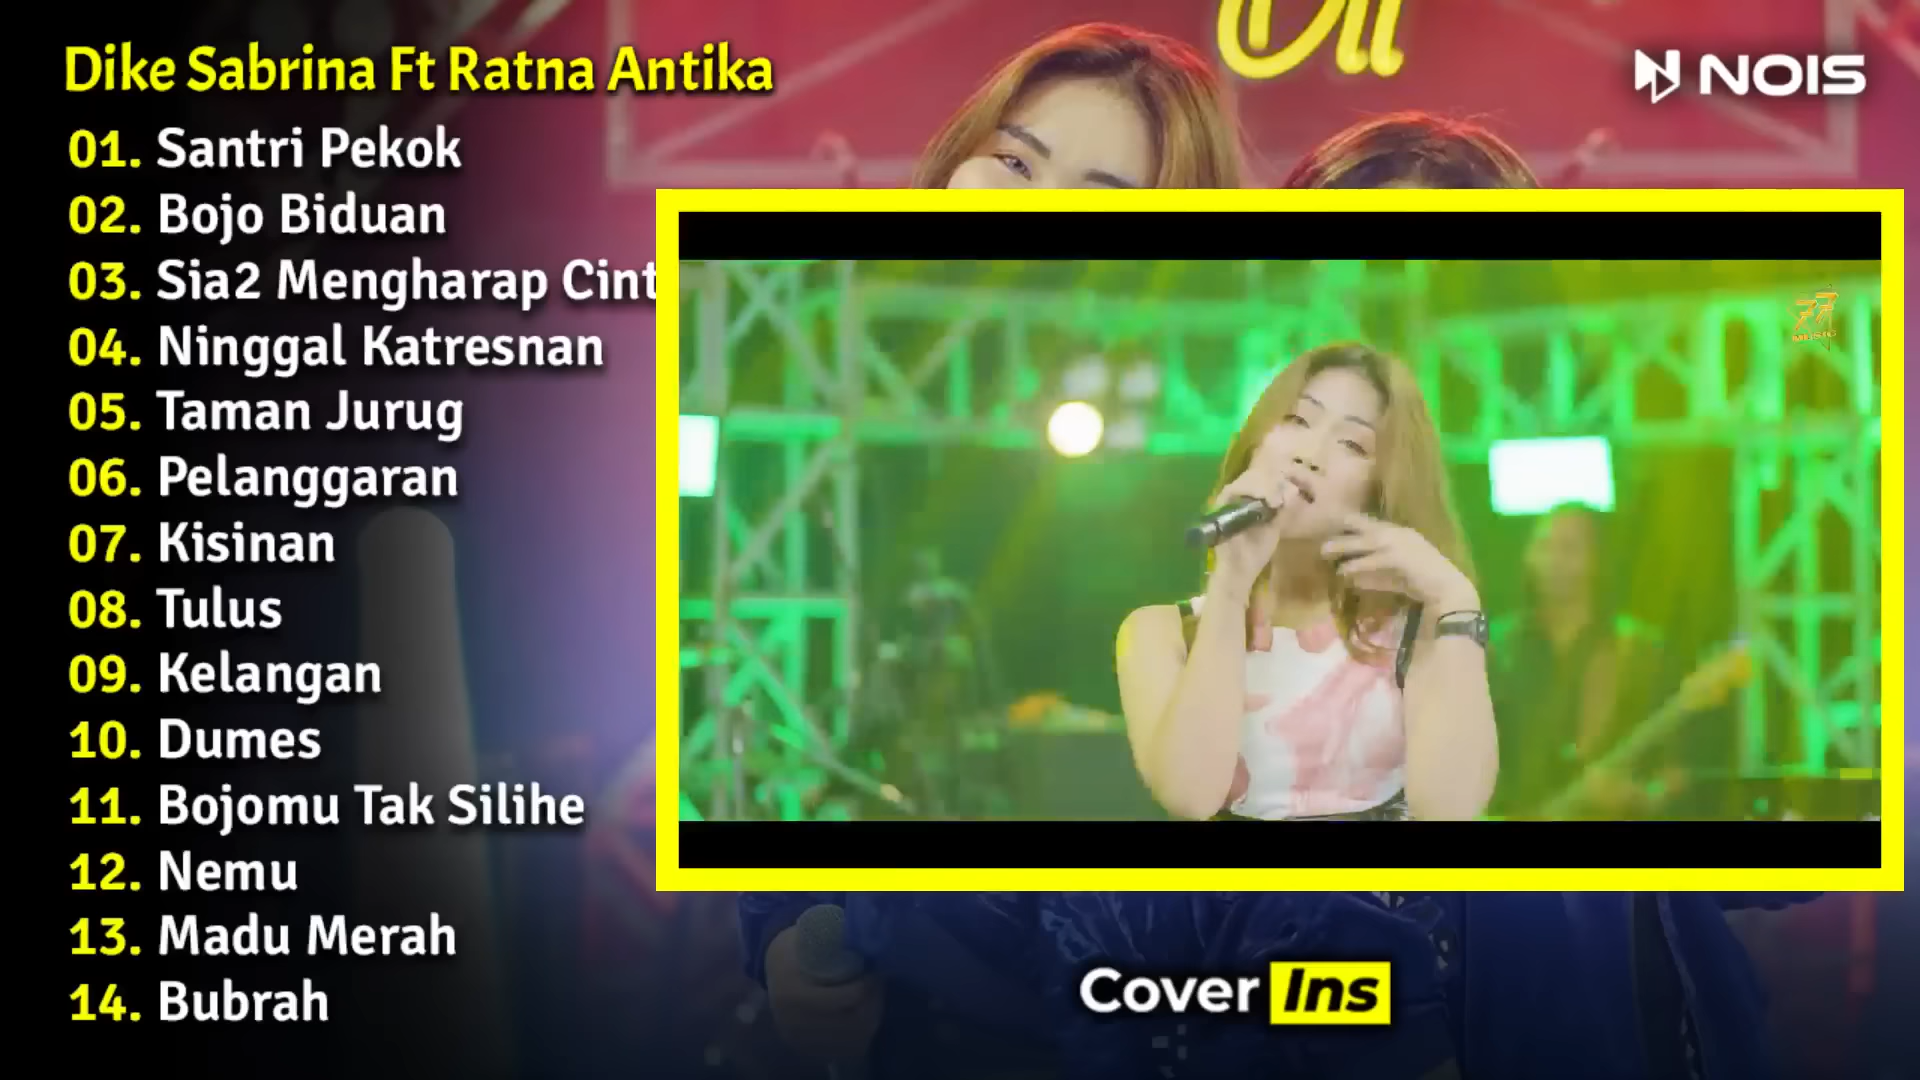 Dike Sabrina Ft Ratna Antika
NOIS
01. Santri Pekok
02. Bojo Biduan
03. Sia2 Mengharap Cint
04. Ninggal Katresnan
05. Taman Jurug
06. Pelanggaran
07. Kisinan
08. Tulus
09. Kelangan
10. Dumes
11. Bojomu Tak Silihe
12. Nemu
13. Madu Merah
14. Bubrah
77
MUSIC
Cover Ins